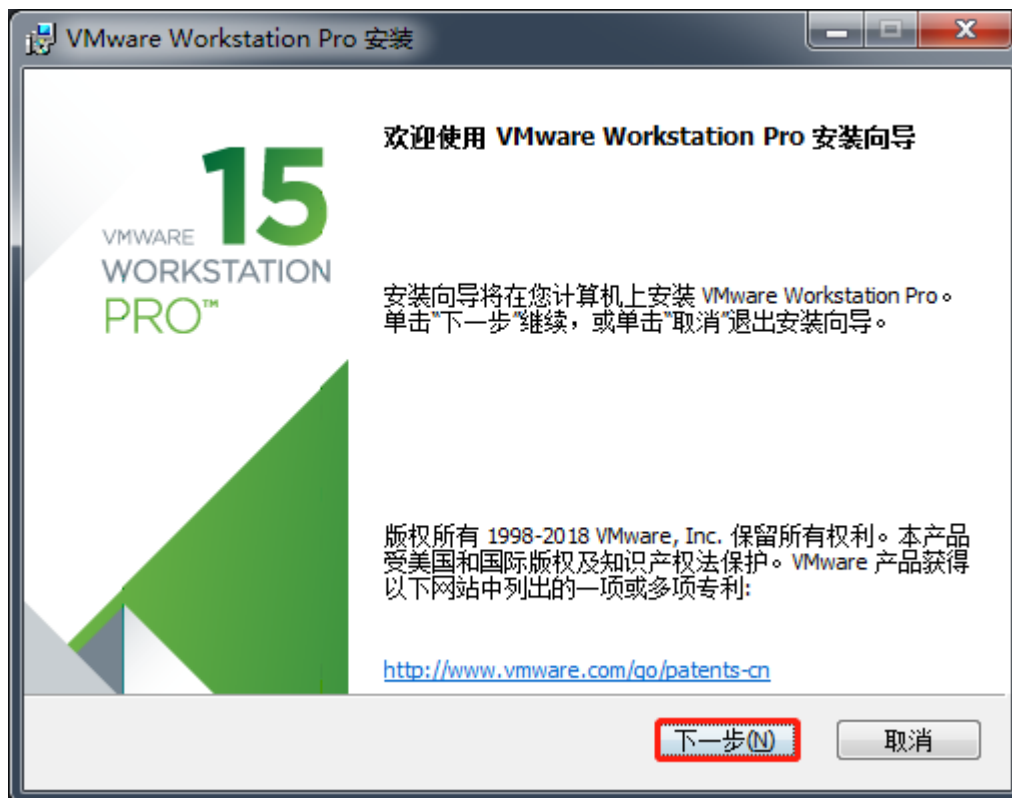 VMware Workstation Pro 安装
欢迎使用 VMware Workstation Pro 安装向导
15
VMWARE
WORKSTATION
PRO™
安装向导将在您计算机上安装 VMware Workstation Pro。
单击“下一步”继续，或单击“取消”退出安装向导。
版权所有 1998-2018 VMware, Inc. 保留所有权利。本产品
受美国和国际版权及知识产权法保护。VMware 产品获得
以下网站中列出的一项或多项专利:
http://www.vmware.com/go/patents-cn
下一步(N)
取消